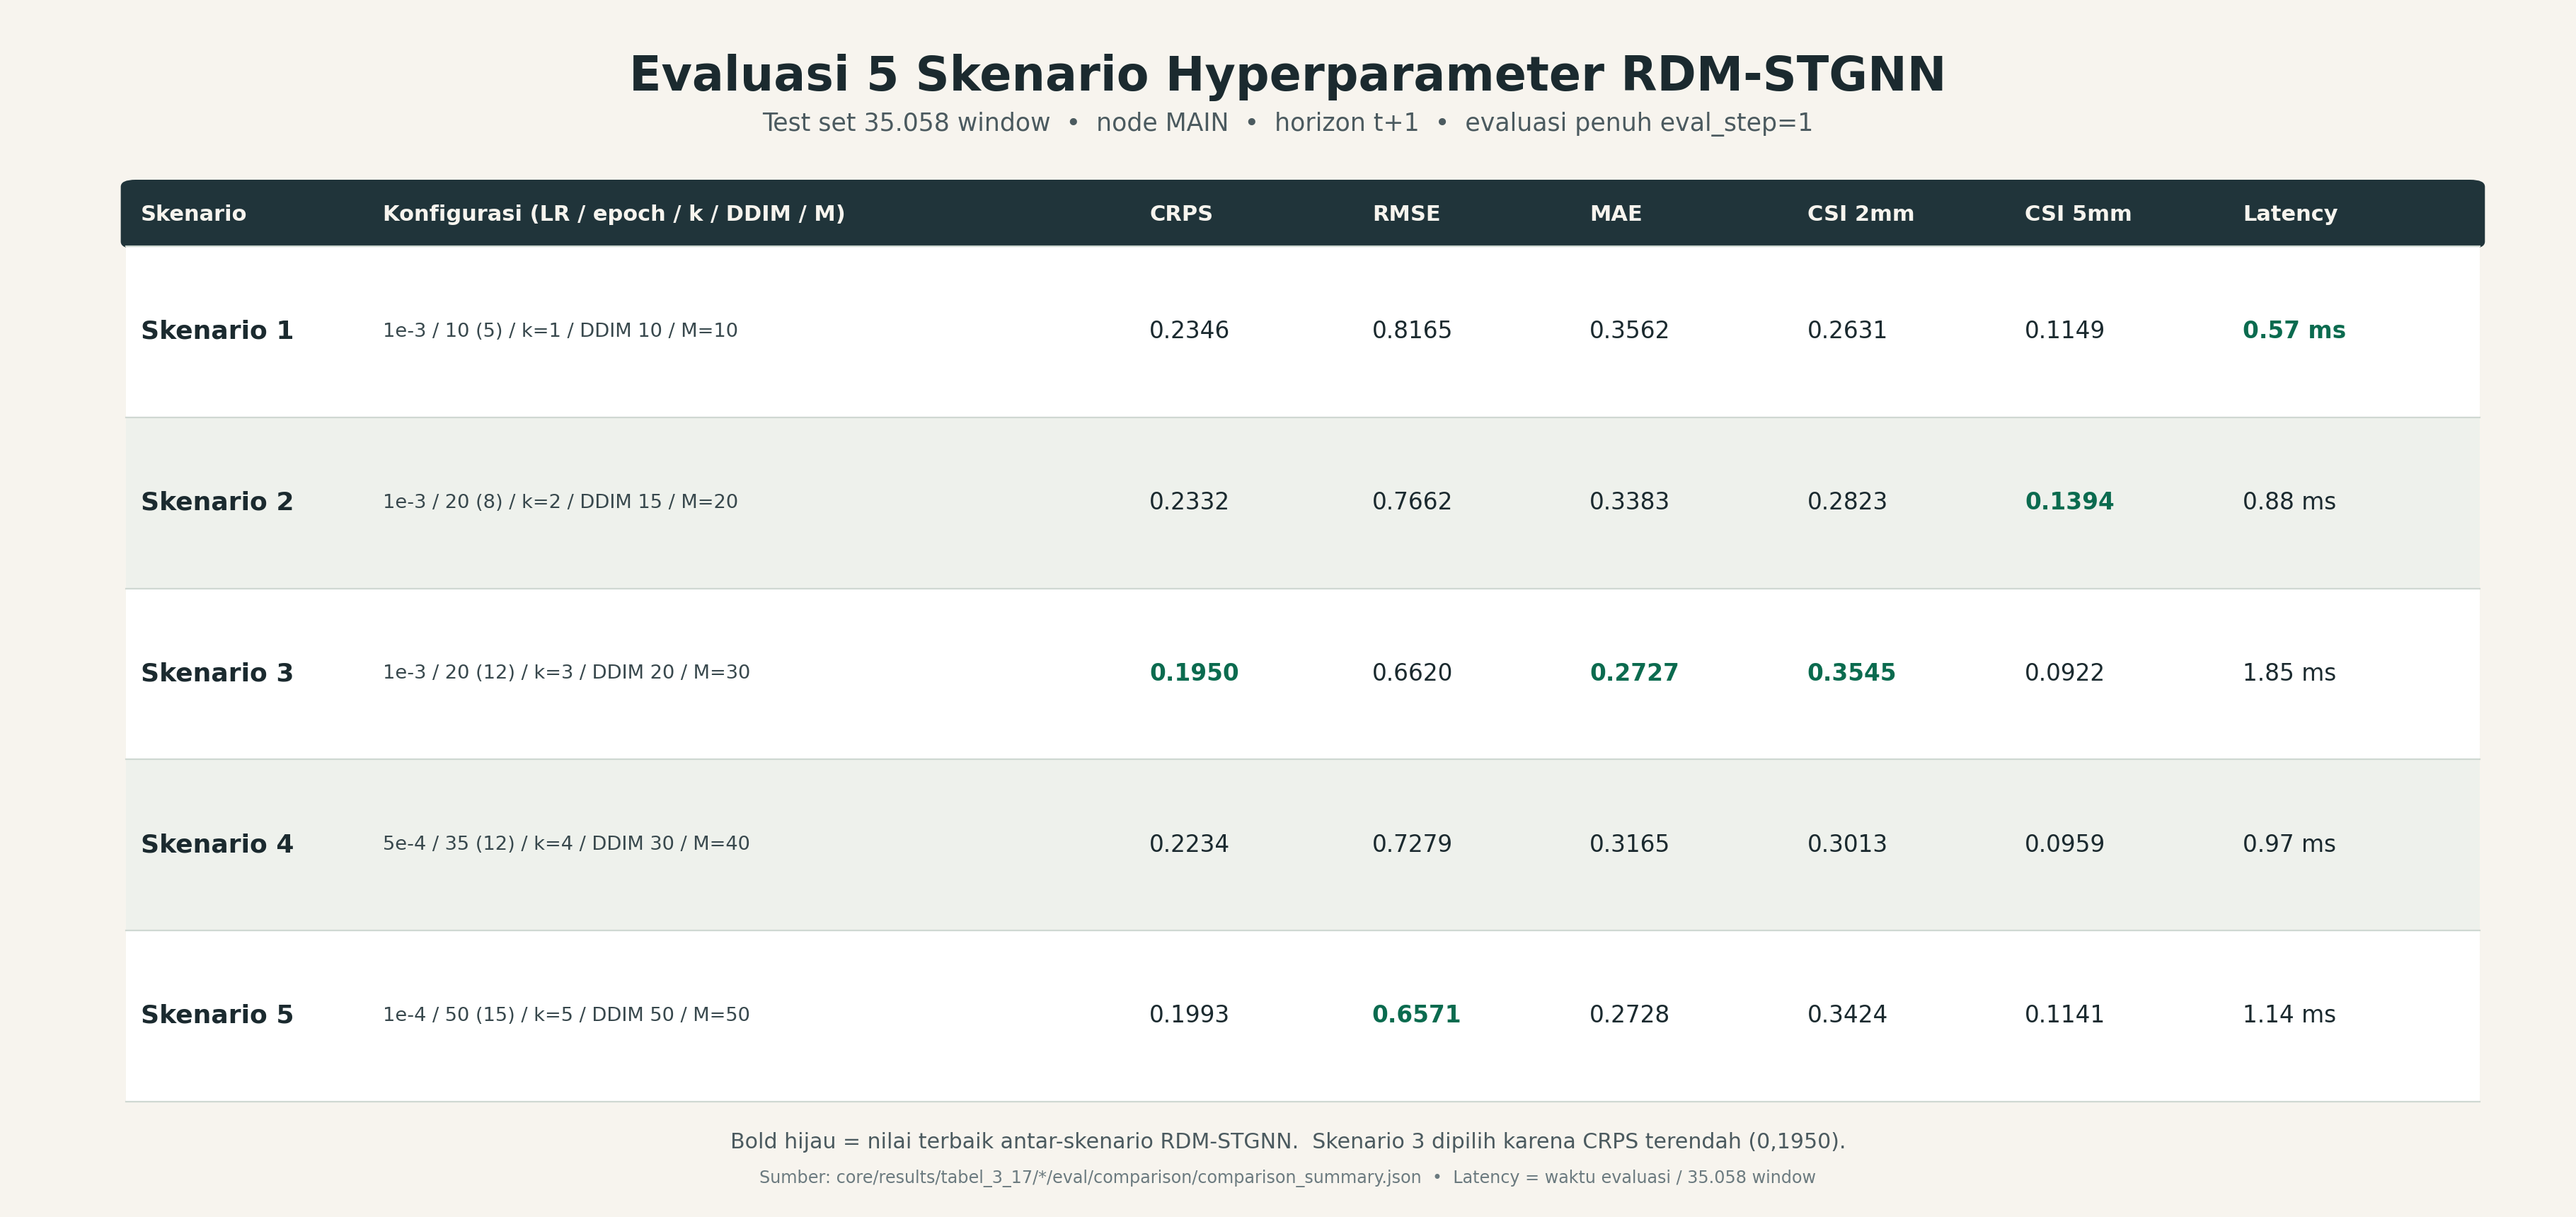 Evaluasi 5 Skenario Hyperparameter RDM-STGNN
Test set 35.058 window • node MAIN • horizon t+1 • evaluasi penuh eval_step=1
Skenario Konfigurasi (LR / epoch / k / DDIM / M) CRPS RMSE MAE CSI 2mm CSI 5mm Latency
Skenario 1 1e-3 / 10 (5) / k=1 / DDIM 10 / M=10 0.2346 0.8165 0.3562 0.2631 0.1149 0.57 ms
Skenario 2 1e-3 / 20 (8) / k=2 / DDIM 15 / M=20 0.2332 0.7662 0.3383 0.2823 0.1394 0.88 ms
Skenario 3 1e-3 / 20 (12) / k=3 / DDIM 20 / M=30 0.1950 0.6620 0.2727 0.3545 0.0922 1.85 ms
Skenario 4 5e-4 / 35 (12) / k=4 / DDIM 30 / M=40 0.2234 0.7279 0.3165 0.3013 0.0959 0.97 ms
Skenario 5 1e-4 / 50 (15) / k=5 / DDIM 50 / M=50 0.1993 0.6571 0.2728 0.3424 0.1141 1.14 ms
Bold hijau = nilai terbaik antar-skenario RDM-STGNN. Skenario 3 dipilih karena CRPS terendah (0,1950).
Sumber: core/results/tabel_3_17/*/eval/comparison/comparison_summary.json • Latency = waktu evaluasi / 35.058 window